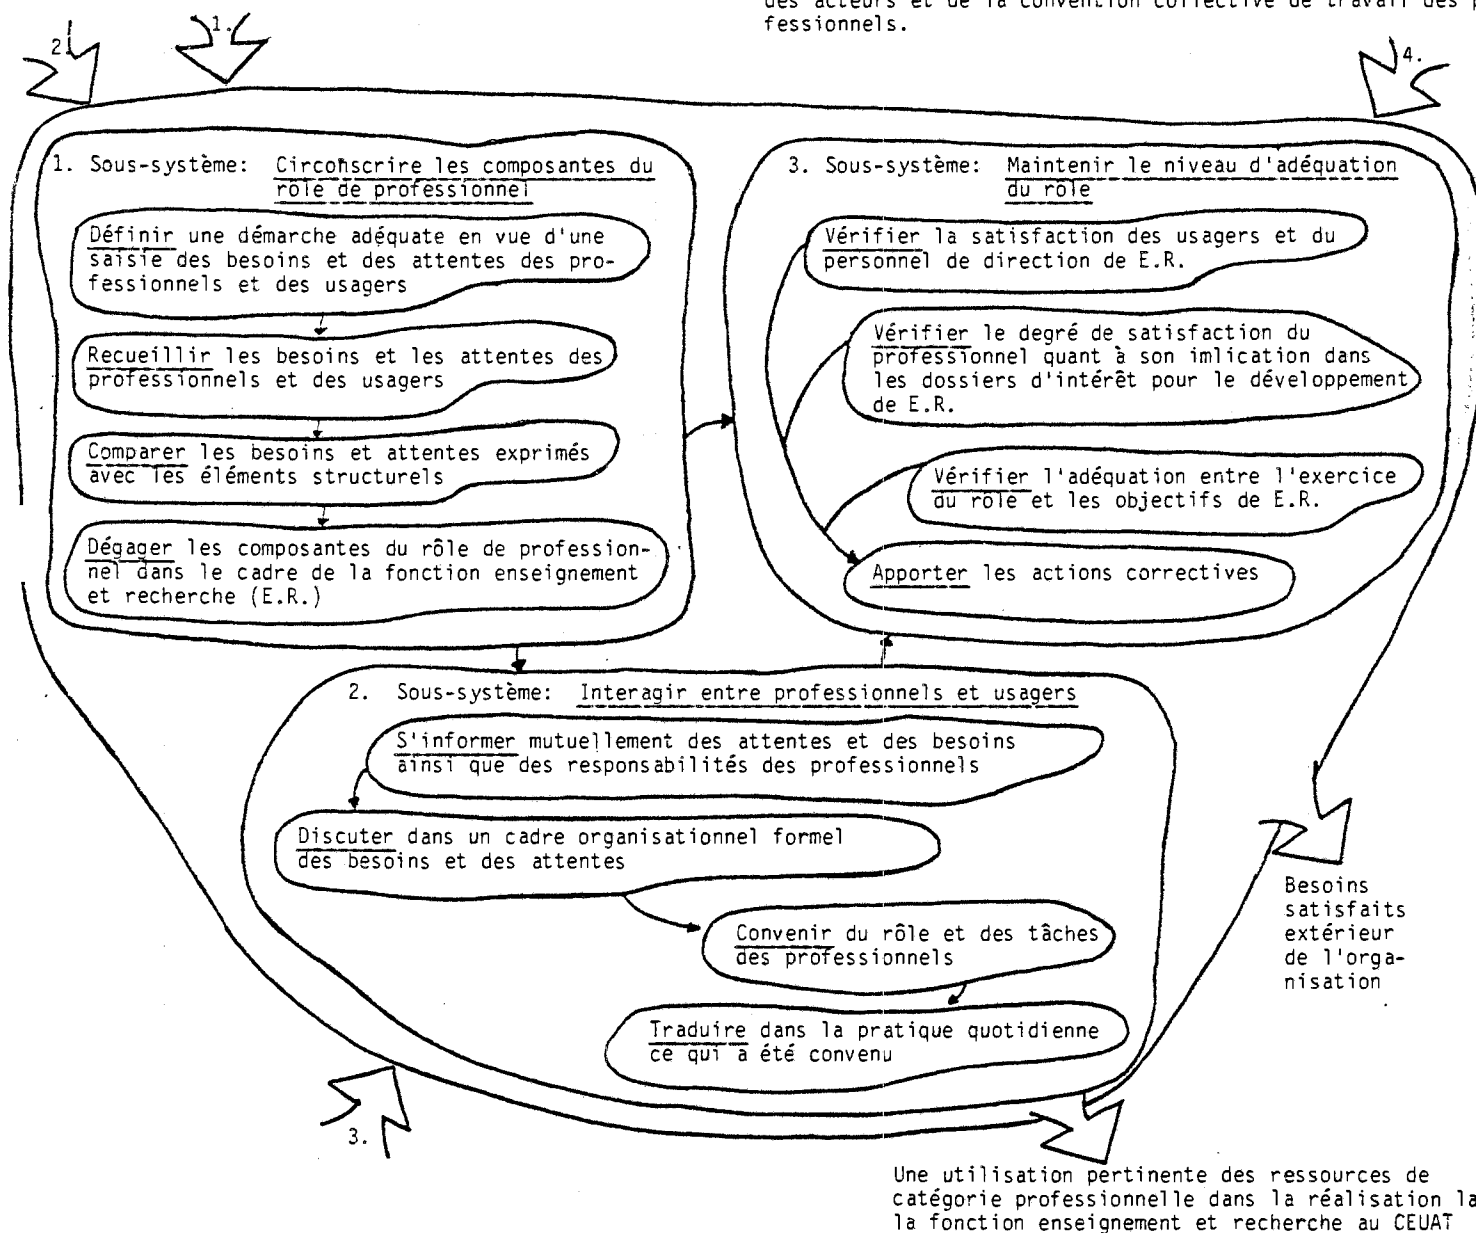 des acteurs et de la convention collective de travail des
fessionnels.
2.
1.
4.
1. Sous-système: Circonscrire les composantes du
rôle de professionnel
Définir une démarche adéquate en vue d'une
saisie des besoins et des attentes des pro-
fessionnels et des usagers
Recueillir les besoins et les attentes des
professionnels et des usagers
Comparer les besoins et attentes exprimés
avec les éléments structurels
Dégager les composantes du rôle de profession-
nel dans le cadre de la fonction enseignement
et recherche (E.R.)
3. Sous-système: Maintenir le niveau d'adéquation
du rôle
Vérifier la satisfaction des usagers et du
personnel de direction de E.R.
Vérifier le degré de satisfaction du
professionnel quant à son imlication dans
les dossiers d'intérêt pour le développement
de E.R.
Vérifier l'adéquation entre l'exercice
du rôle et les objectifs de E.R.
Apporter les actions correctives
2. Sous-système: Interagir entre professionnels et usagers
S'informer mutuellement des attentes et des besoins
ainsi que des responsabilités des professionnels
Discuter dans un cadre organisationnel formel
des besoins et des attentes
Convenir du rôle et des tâches
des professionnels
Traduire dans la pratique quotidienne
ce qui a été convenu
Besoins
satisfaits
extérieur
de l'orga-
nisation
3.
Une utilisation pertinente des ressources de
catégorie professionnelle dans la réalisation la
la fonction enseignement et recherche au CEUAT